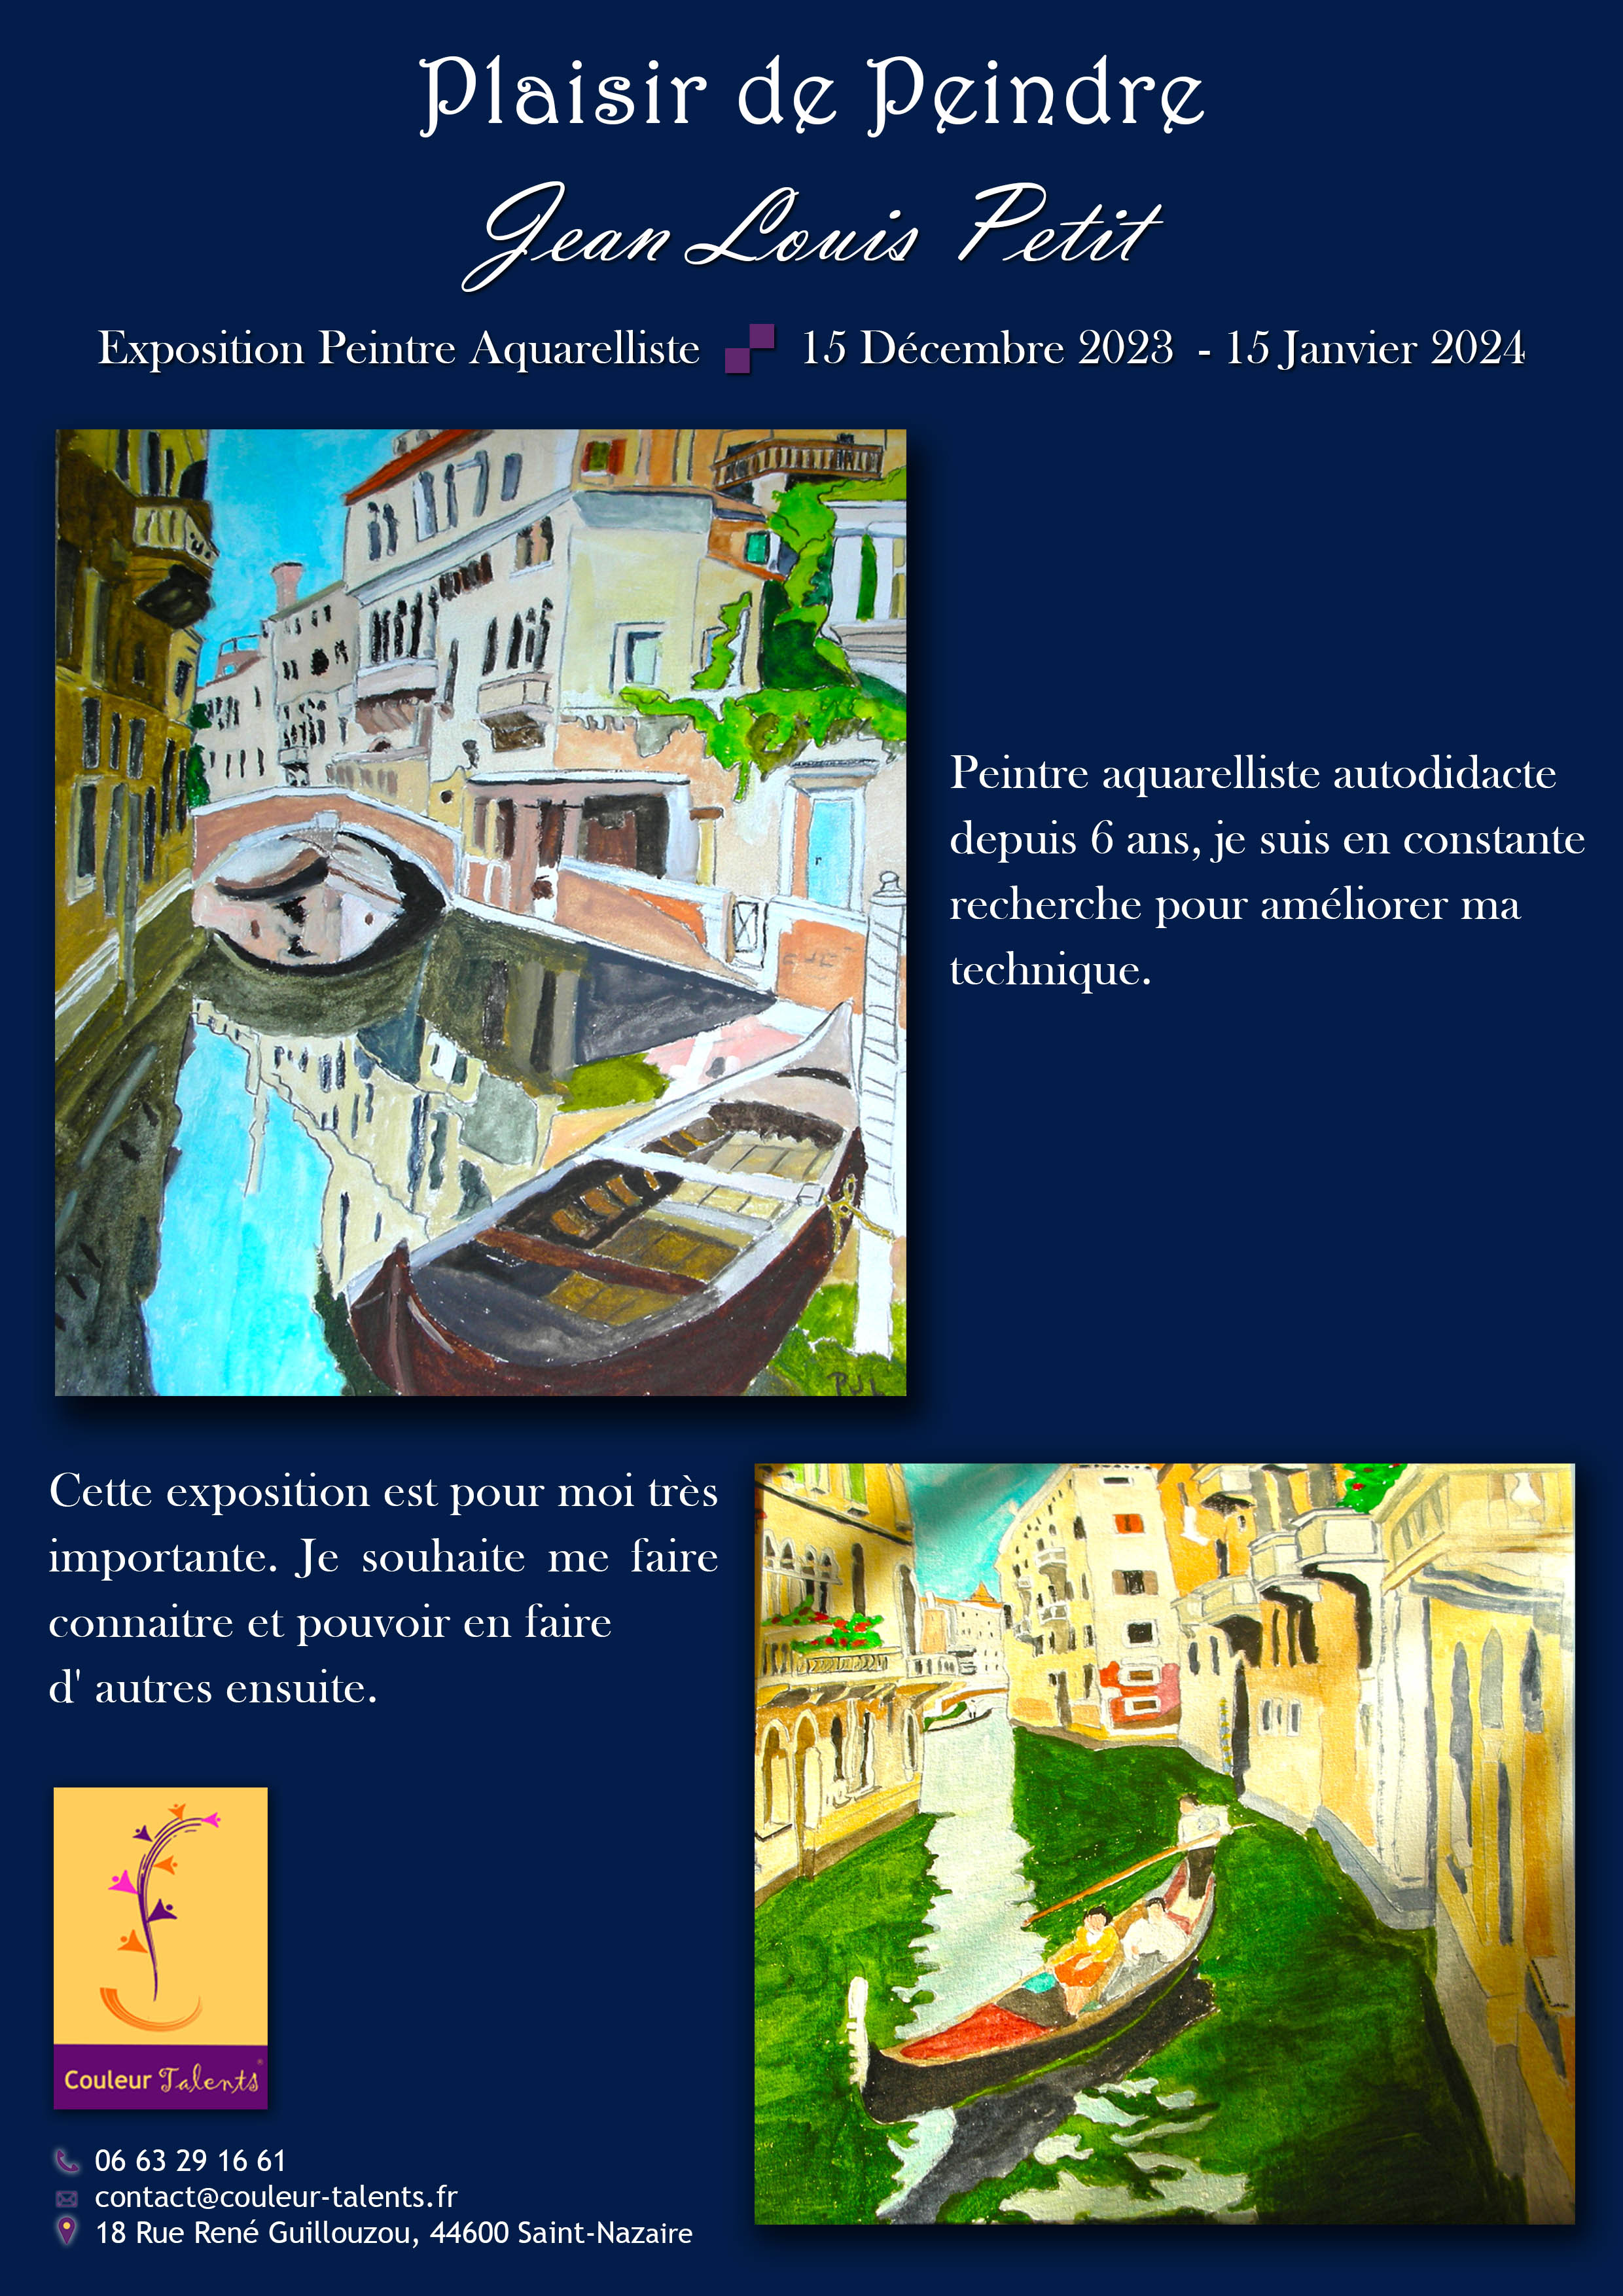 Plaisir de Peindre
Jean Louis Petit
Exposition Peintre Aquarelliste 15 Décembre 2023 - 15 Janvier 2024
Peintre aquarelliste autodidacte
depuis 6 ans, je suis en constante
recherche pour améliorer ma
technique.
PJL
Cette exposition est pour moi très
importante. Je souhaite me faire
connaitre et pouvoir en faire
d' autres ensuite.
Couleur Talents®
06 63 29 16 61
contact@couleur-talents.fr
18 Rue René Guillouzou, 44600 Saint-Nazaire